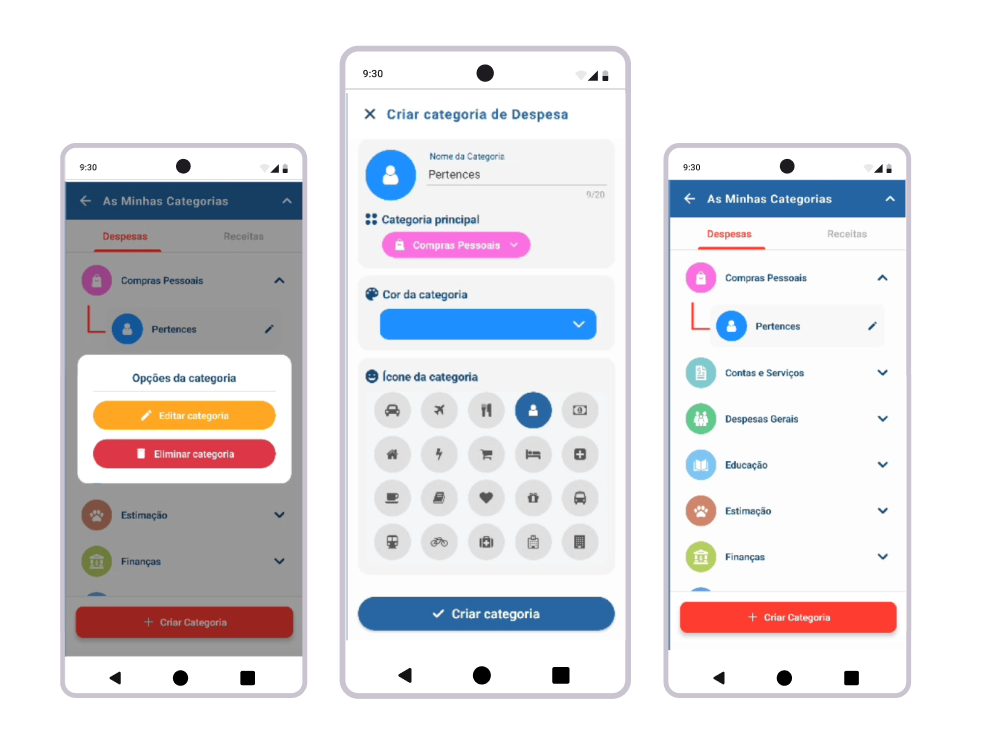 9:30
As Minhas Categorias
Despesas Receitas
Compras Pessoais
Pertences
Opções da categoria
Editar categoria
Eliminar categoria
Estimação
Finanças
+ Criar Categoria
9:30
Criar categoria de Despesa
Nome da Categoria
Pertences
9/20
Categoria principal
Compras Pessoais
Cor da categoria
Ícone da categoria
Criar categoria
9:30
As Minhas Categorias
Despesas Receitas
Compras Pessoais
Pertences
Contas e Serviços
Despesas Gerais
Educação
Estimação
Finanças
+ Criar Categoria